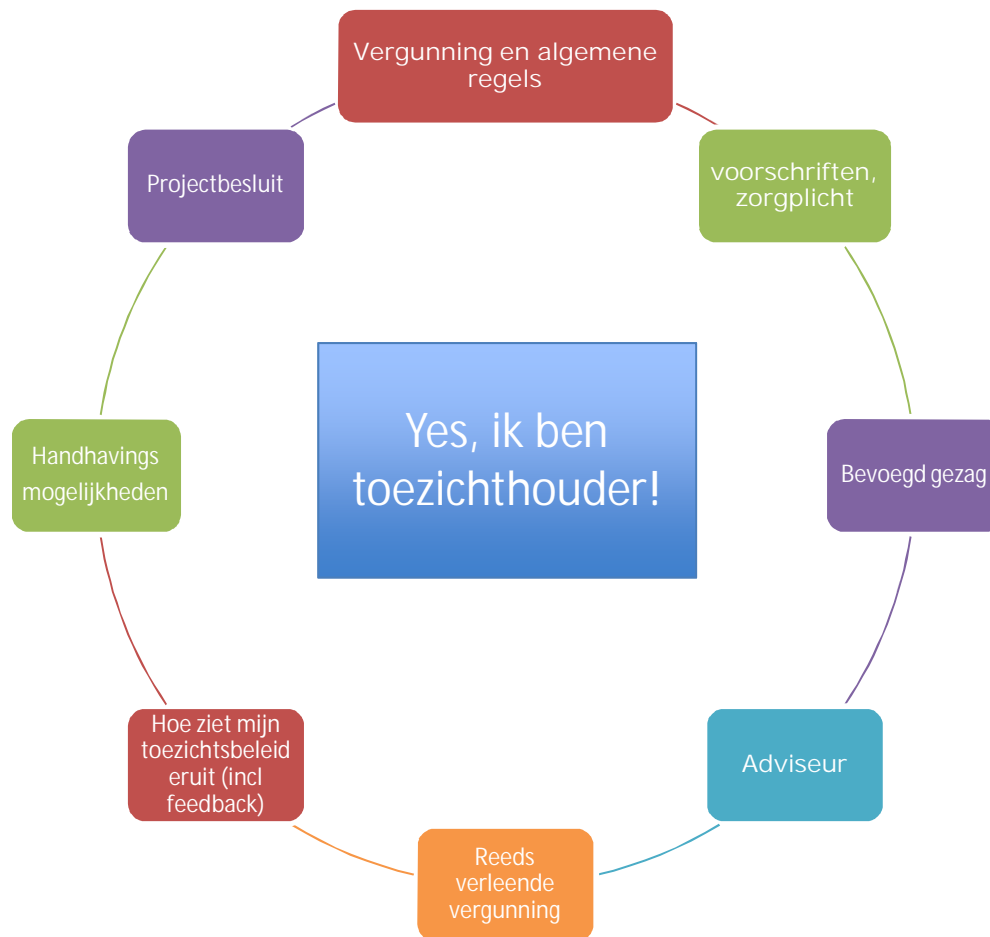 Vergunning en algemene
regels
voorschriften,
zorgplicht
Bevoegd gezag
Adviseur
Reeds
verleende
vergunning
Hoe ziet mijn
toezichtsbeleid
eruit (incl
feedback)
Handhavings
mogelijkheden
Projectbesluit
Yes, ik ben
toezichthouder!